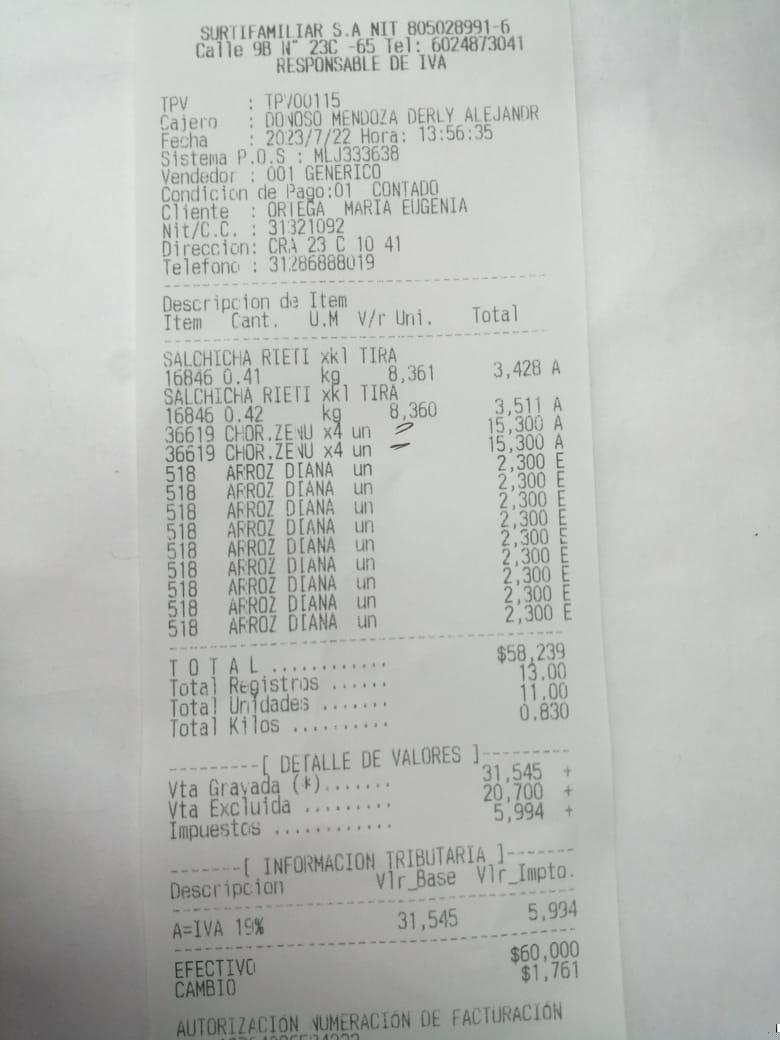 SURTIFAMILIAR S.A NIT 805028991-6
Calle 9B N° 23C -65 Tel: 6024873041
RESPONSABLE DE IVA
TPV : TPV00115
Cajero : DONOSO MENDOZA DERLY ALEJANDR
Fecha : 2023/7/22 Hora: 13:56:35
Sistema P.O.S : MLJ333638
Vendedor : 001 GENERICO
Condicion de Pago:01 CONTADO
Cliente : ORTEGA MARIA EUGENIA
Nit/C.C. : 31321092
Direccion: CRA 23 C 10 41
Telefono : 31286888019
Descripcion de Item
Item Cant. U.M V/r Uni. Total
SALCHICHA RIETI xkl TIRA
16846 0.41 kg 8,361 3,428 A
SALCHICHA RIETI xkl TIRA
16846 0.42 kg 8,360 3,511 A
36619 CHOR.ZENU x4 un 15,300 A
36619 CHOR.ZENU x4 un 15,300 A
518 ARROZ DIANA un 2,300 E
518 ARROZ DIANA un 2,300 E
518 ARROZ DIANA un 2,300 E
518 ARROZ DIANA un 2,300 E
518 ARROZ DIANA un 2,300 E
518 ARROZ DIANA un 2,300 E
518 ARROZ DIANA un 2,300 E
518 ARROZ DIANA un 2,300 E
518 ARROZ DIANA un 2,300 E
T O T A L ............ $58,239
Total Registros ...... 13.00
Total Unidades ....... 11.00
Total Kilos .......... 0.830
---------[ DETALLE DE VALORES ]---------
Vta Gravada (*)....... 31,545 +
Vta Excluida ......... 20,700 +
Impuestos ............ 5,994 +
-------[ INFORMACION TRIBUTARIA ]-------
Descripcion Vlr_Base Vlr_Impto.
A=IVA 19% 31,545 5,994
EFECTIVO $60,000
CAMBIO $1,761
AUTORIZACIÓN NUMERACIÓN DE FACTURACIÓN